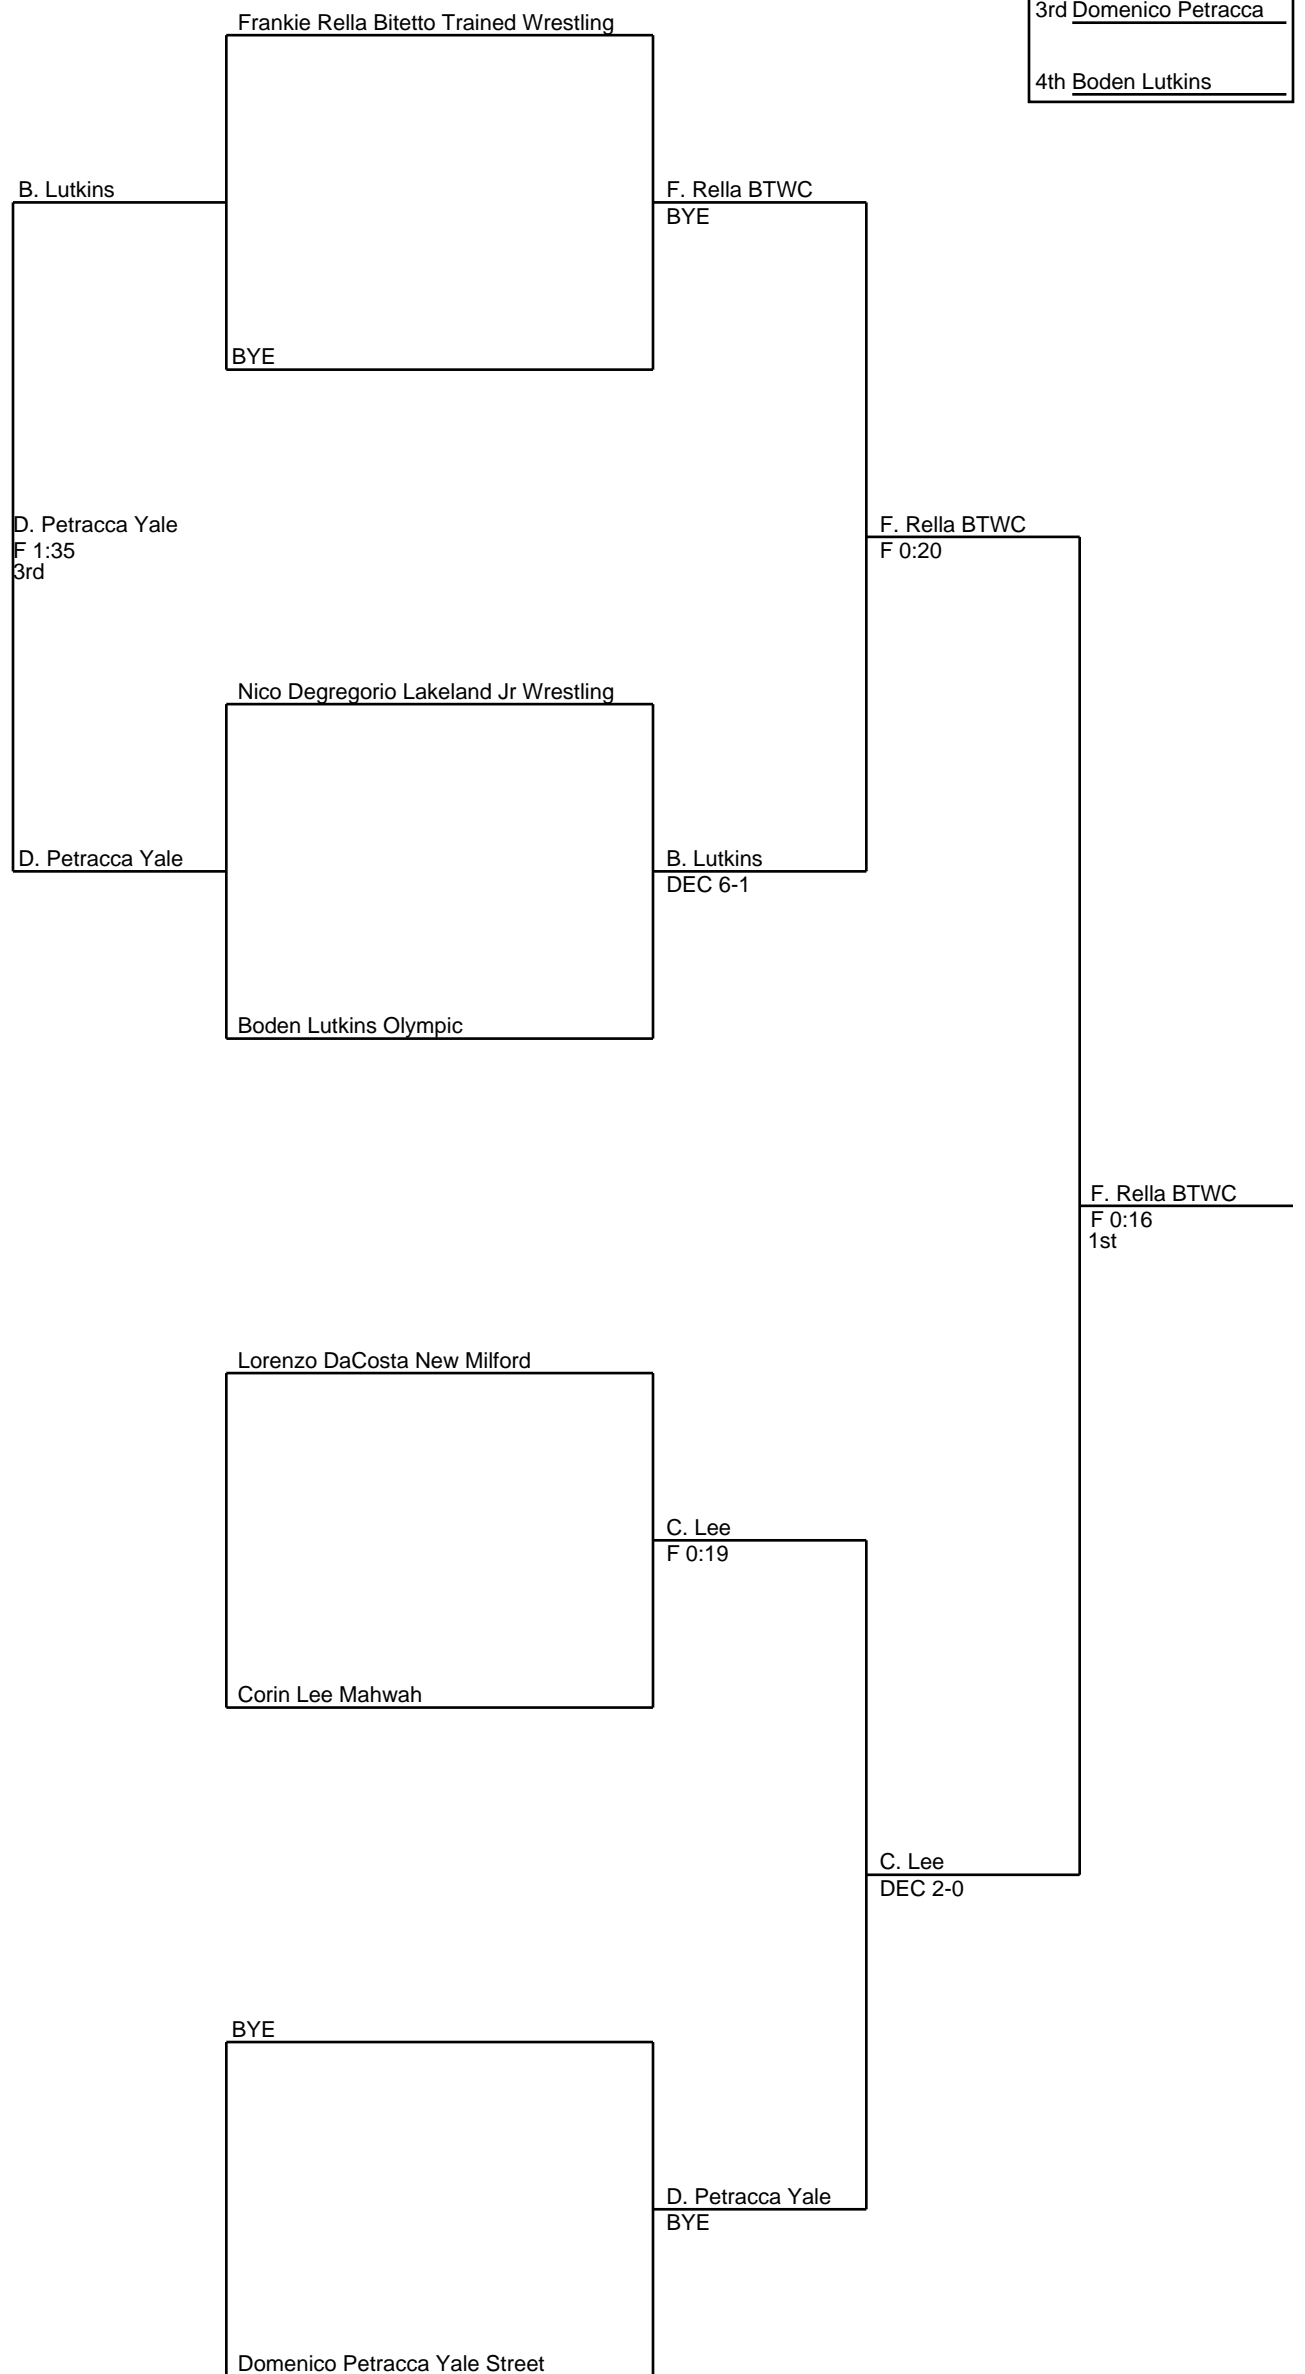 Frankie Rella Bitetto Trained Wrestling
3rd Domenico Petracca
4th Boden Lutkins
B. Lutkins
F. Rella BTWC
BYE
BYE
D. Petracca Yale
F 1:35
3rd
F. Rella BTWC
F 0:20
Nico Degregorio Lakeland Jr Wrestling
D. Petracca Yale
B. Lutkins
DEC 6-1
Boden Lutkins Olympic
F. Rella BTWC
F 0:16
1st
Lorenzo DaCosta New Milford
C. Lee
F 0:19
Corin Lee Mahwah
C. Lee
DEC 2-0
BYE
D. Petracca Yale
BYE
Domenico Petracca Yale Street